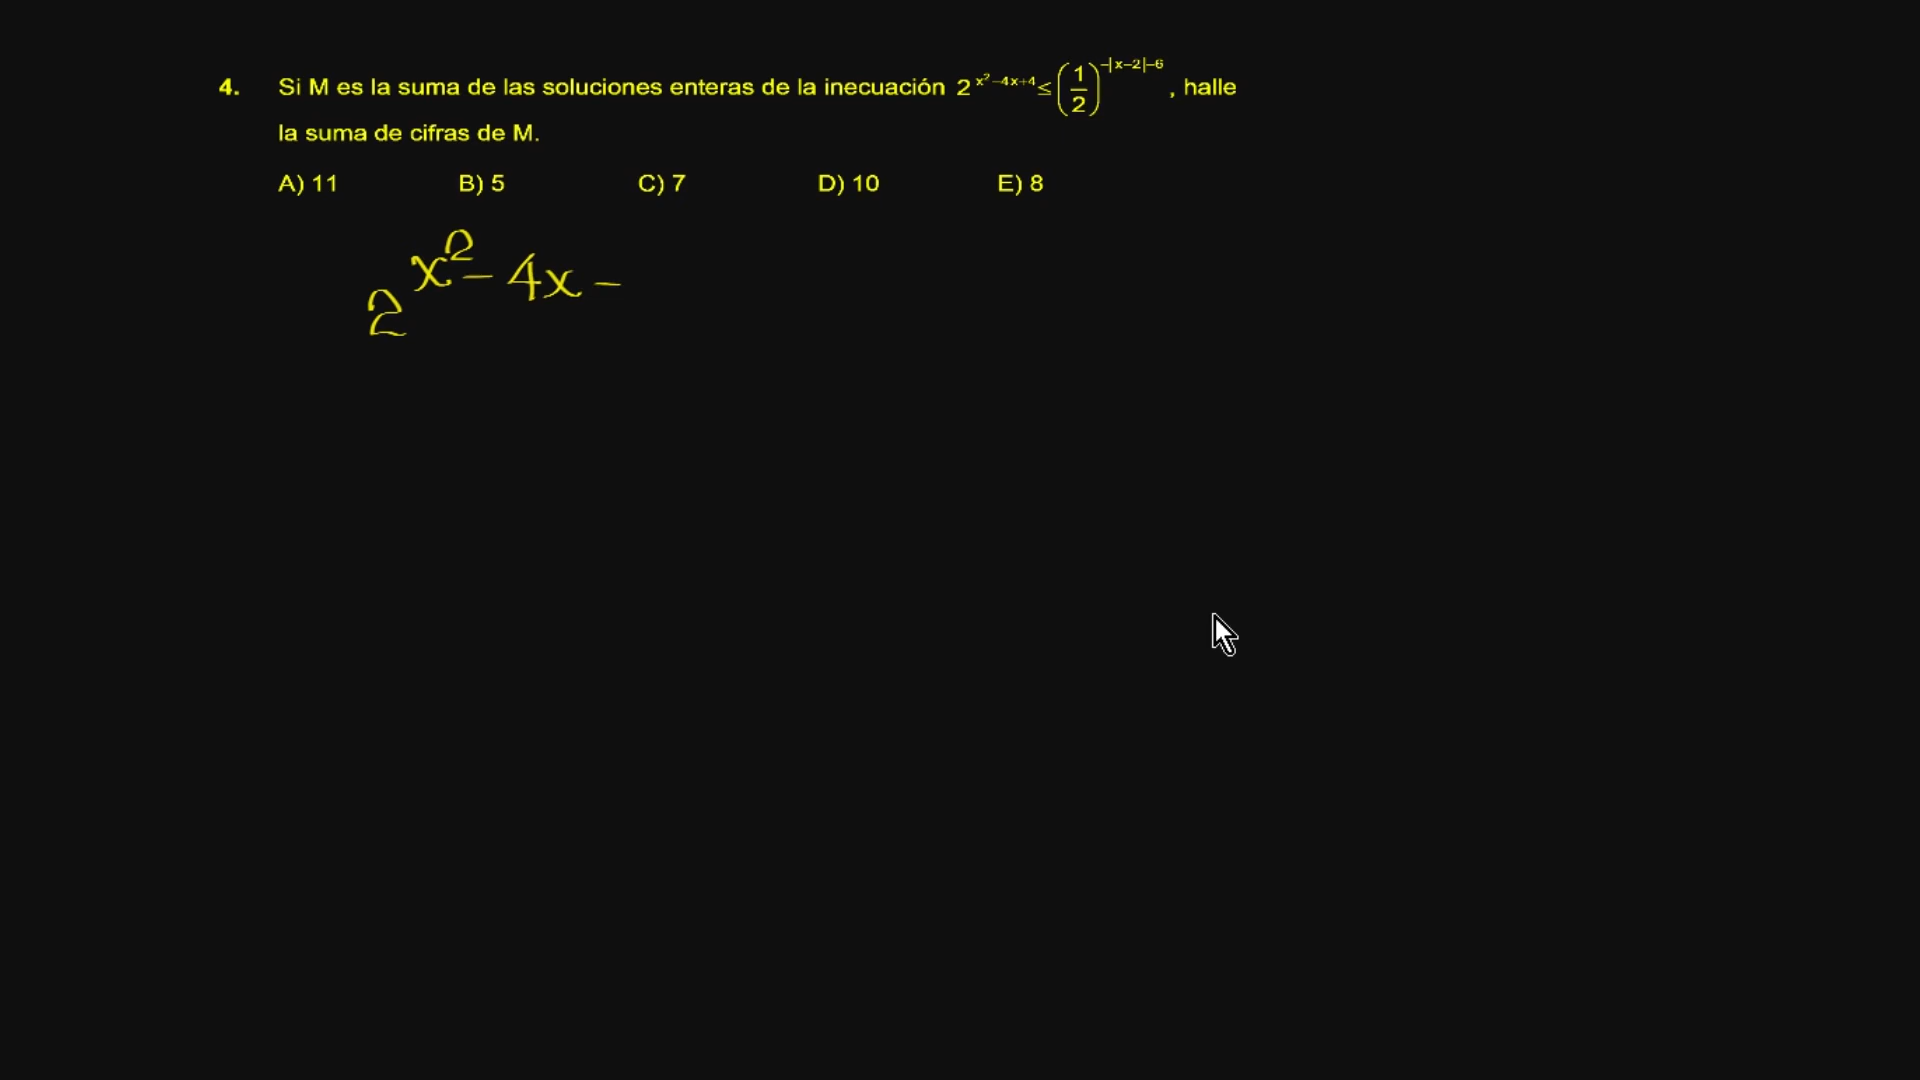 4. Si M es la suma de las soluciones enteras de la inecuación 2^{x²−4x+4} ≤ (1/2)^{−|x−2|−6}, halle
la suma de cifras de M.
A) 11 B) 5 C) 7 D) 10 E) 8
2^{x² − 4x −}